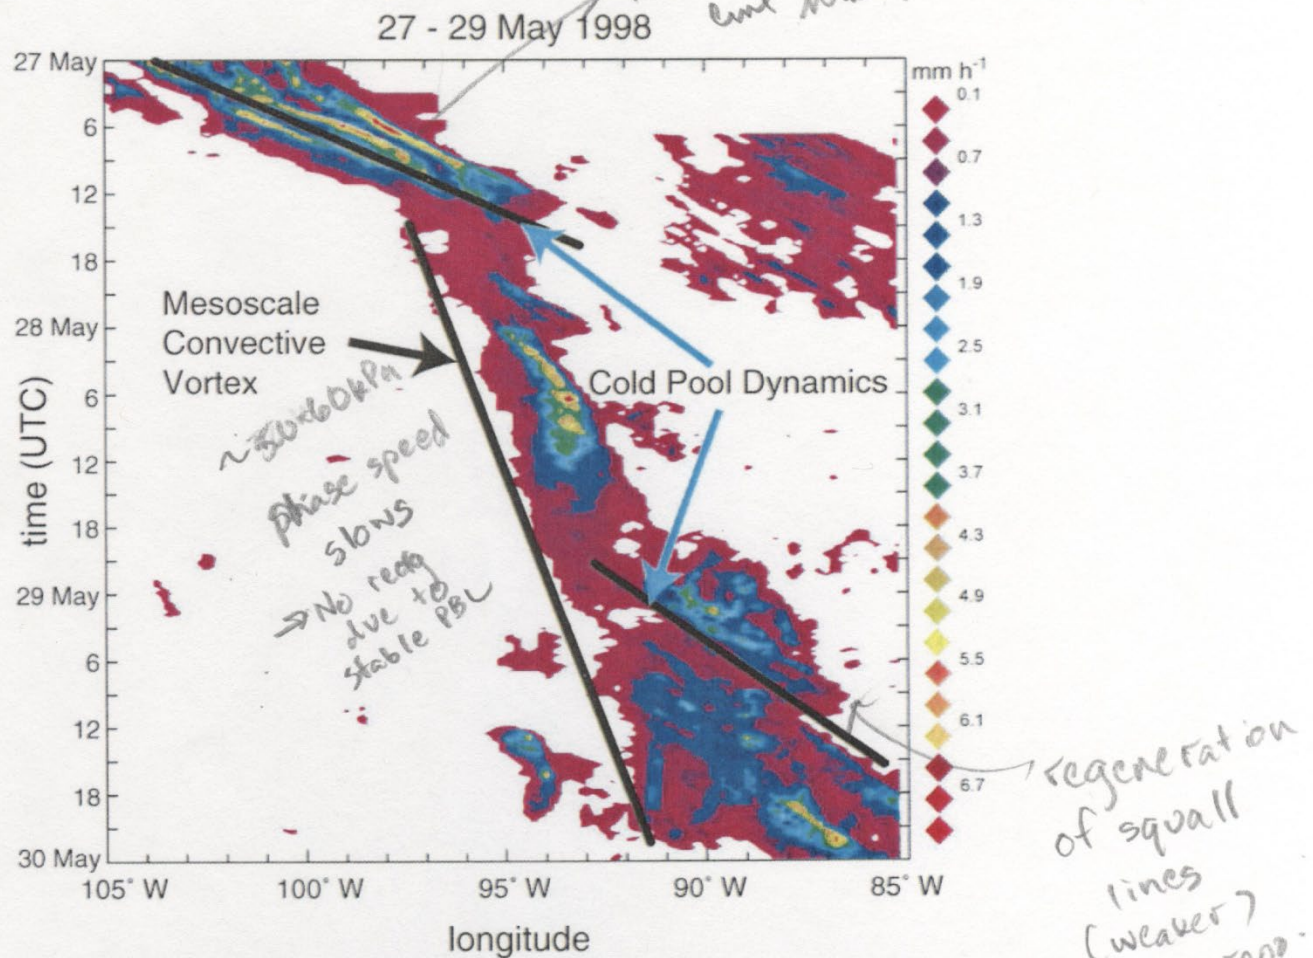 27 - 29 May 1998
27 May
6
12
18
28 May
6
12
18
29 May
6
12
18
30 May
time (UTC)
105° W
100° W
95° W
90° W
85° W
longitude
Mesoscale
Convective
Vortex
Cold Pool Dynamics
phase speed
slows
→ No
due to
stable PBL
mm h-1
0.1
0.7
1.3
1.9
2.5
3.1
3.7
4.3
4.9
5.5
6.1
6.7
regeneration
of squall
lines
(weaker)